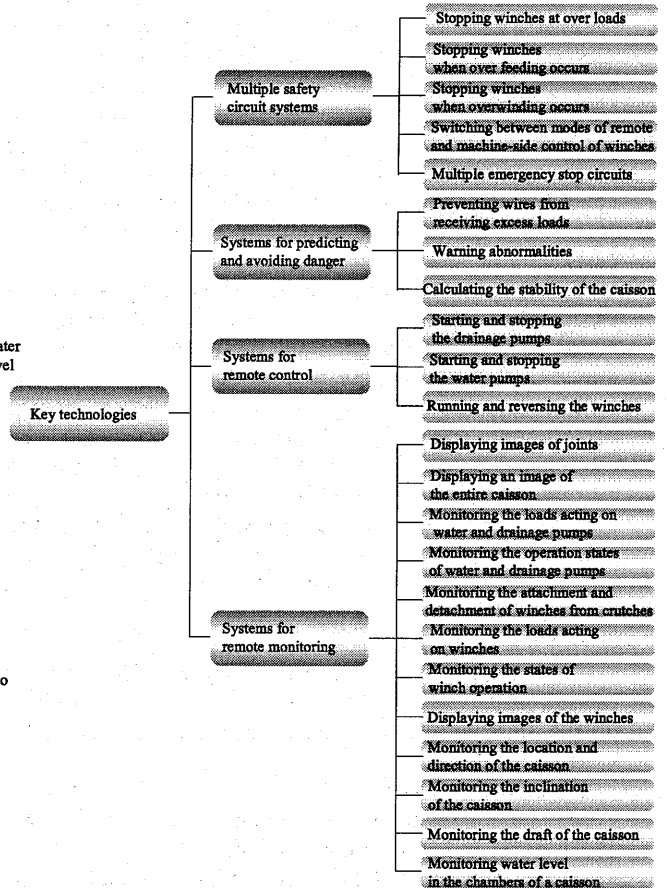 Stopping winches at over loads
Stopping winches
when over feeding occurs
Multiple safety
circuit systems
Stopping winches
when overwinding occurs
Switching between modes of remote
and machine-side control of winches
Multiple emergency stop circuits
Preventing wires from
receiving excess loads
Systems for predicting
and avoiding danger
Warning abnormalities
Calculating the stability of the caisson
Starting and stopping
the drainage pumps
Systems for
remote control
Starting and stopping
the water pumps
Running and reversing the winches
Key technologies
Displaying images of joints
Displaying an image of
the entire caisson
Monitoring the loads acting on
water and drainage pumps
Monitoring the operation states
of water and drainage pumps
Monitoring the attachment and
detachment of winches from crutches
Systems for
remote monitoring
Monitoring the loads acting
on winches
Monitoring the states of
winch operation
Displaying images of the winches
Monitoring the location and
direction of the caisson
Monitoring the inclination
of the caisson
Monitoring the draft of the caisson
Monitoring water level
in the chambers of a caisson